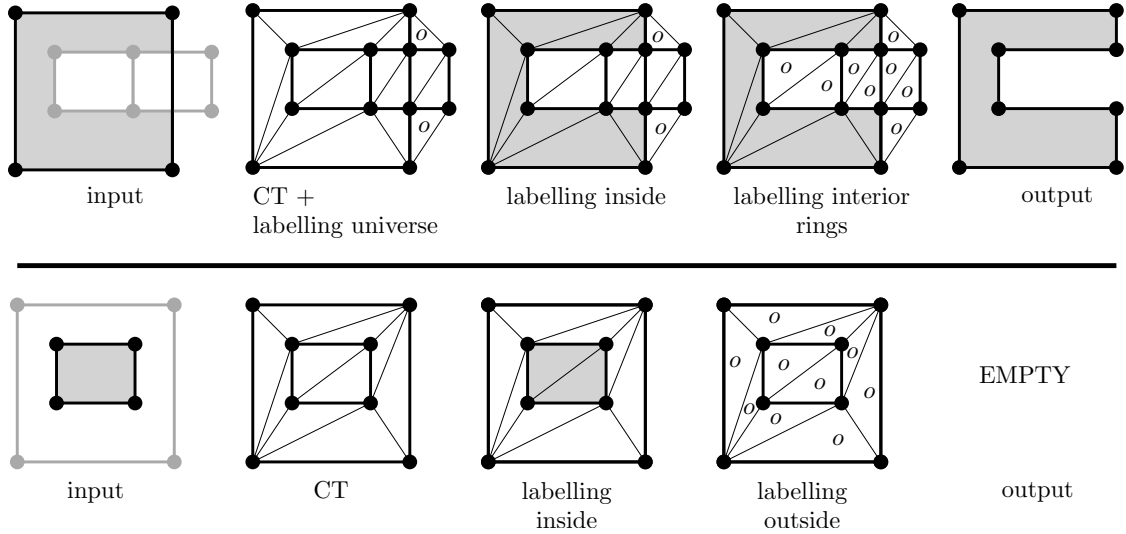 o
o
input
CT +
labelling universe
o
o
labelling inside
o
o
o
o
o
o
o
o
labelling interior
rings
output
input
CT
labelling
inside
o
o
o
o
o
o
o
o
o
o
labelling
outside
EMPTY
output